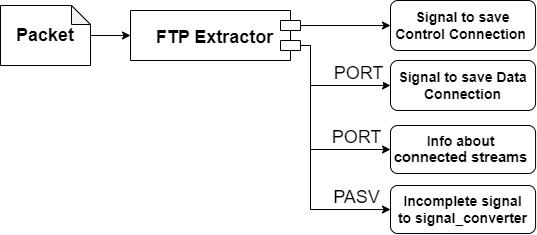 Packet
FTP Extractor
Signal to save
Control Connection
PORT
Signal to save Data
Connection
PORT
Info about
connected streams
PASV
Incomplete signal
to signal_converter